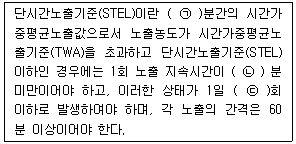 단시간노출기준(STEL)이란 ( ㉠ )분간의 시간가
중평균노출값으로서 노출농도가 시간가중평균노
출기준(TWA)을 초과하고 단시간노출기준(STEL)
이하인 경우에는 1회 노출 지속시간이 ( ㉡ ) 분
미만이어야 하고, 이러한 상태가 1일 ( ㉢ )회
이하로 발생하여야 하며, 각 노출의 간격은 60
분 이상이어야 한다.